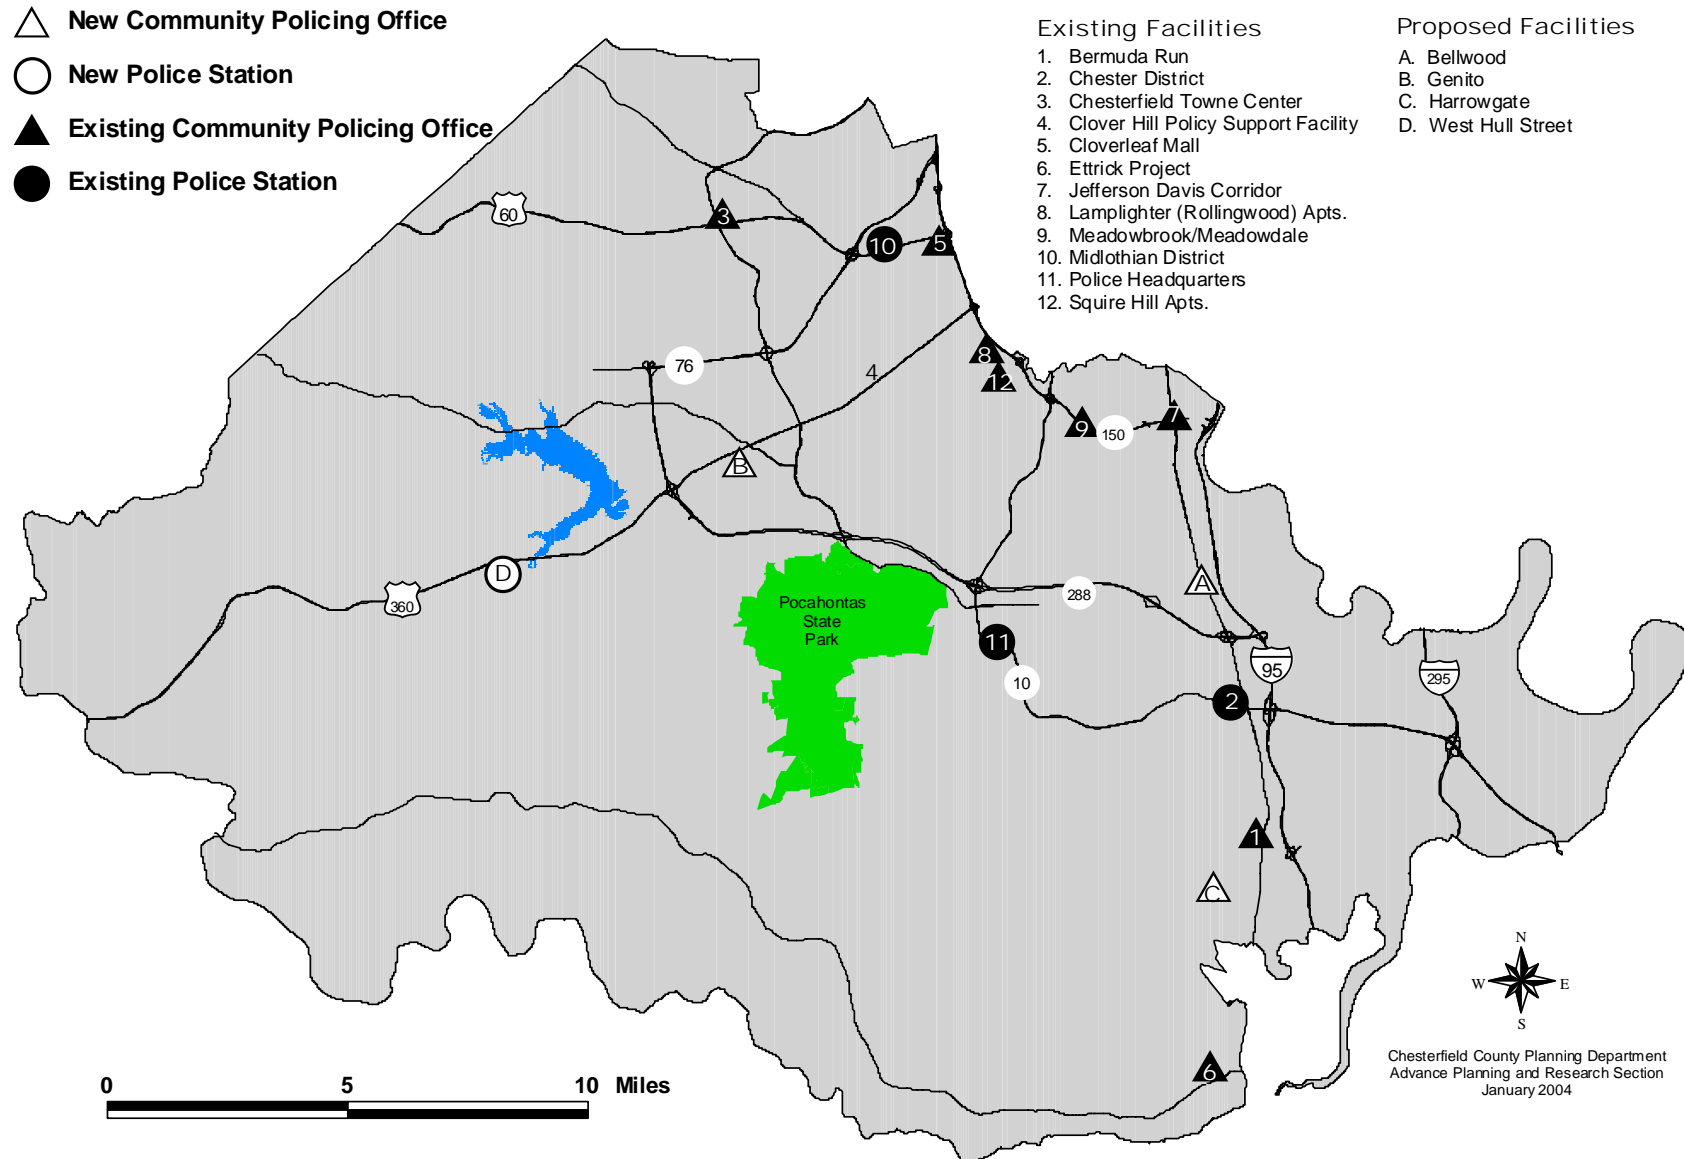 New Community Policing Office
New Police Station
Existing Community Policing Office
Existing Police Station
Existing Facilities
1. Bermuda Run
2. Chester District
3. Chesterfield Towne Center
4. Clover Hill Policy Support Facility
5. Cloverleaf Mall
6. Ettrick Project
7. Jefferson Davis Corridor
8. Lamplighter (Rollingwood) Apts.
9. Meadowbrook/Meadowdale
10. Midlothian District
11. Police Headquarters
12. Squire Hill Apts.
Proposed Facilities
A. Bellwood
B. Genito
C. Harrowgate
D. West Hull Street
60
3
10
5
76
4
8
12
9
150
7
B
D
360
A
288
Pocahontas
State
Park
11
10
95
295
2
1
C
6
N
W E
S
Chesterfield County Planning Department
Advance Planning and Research Section
January 2004
0 5 10 Miles